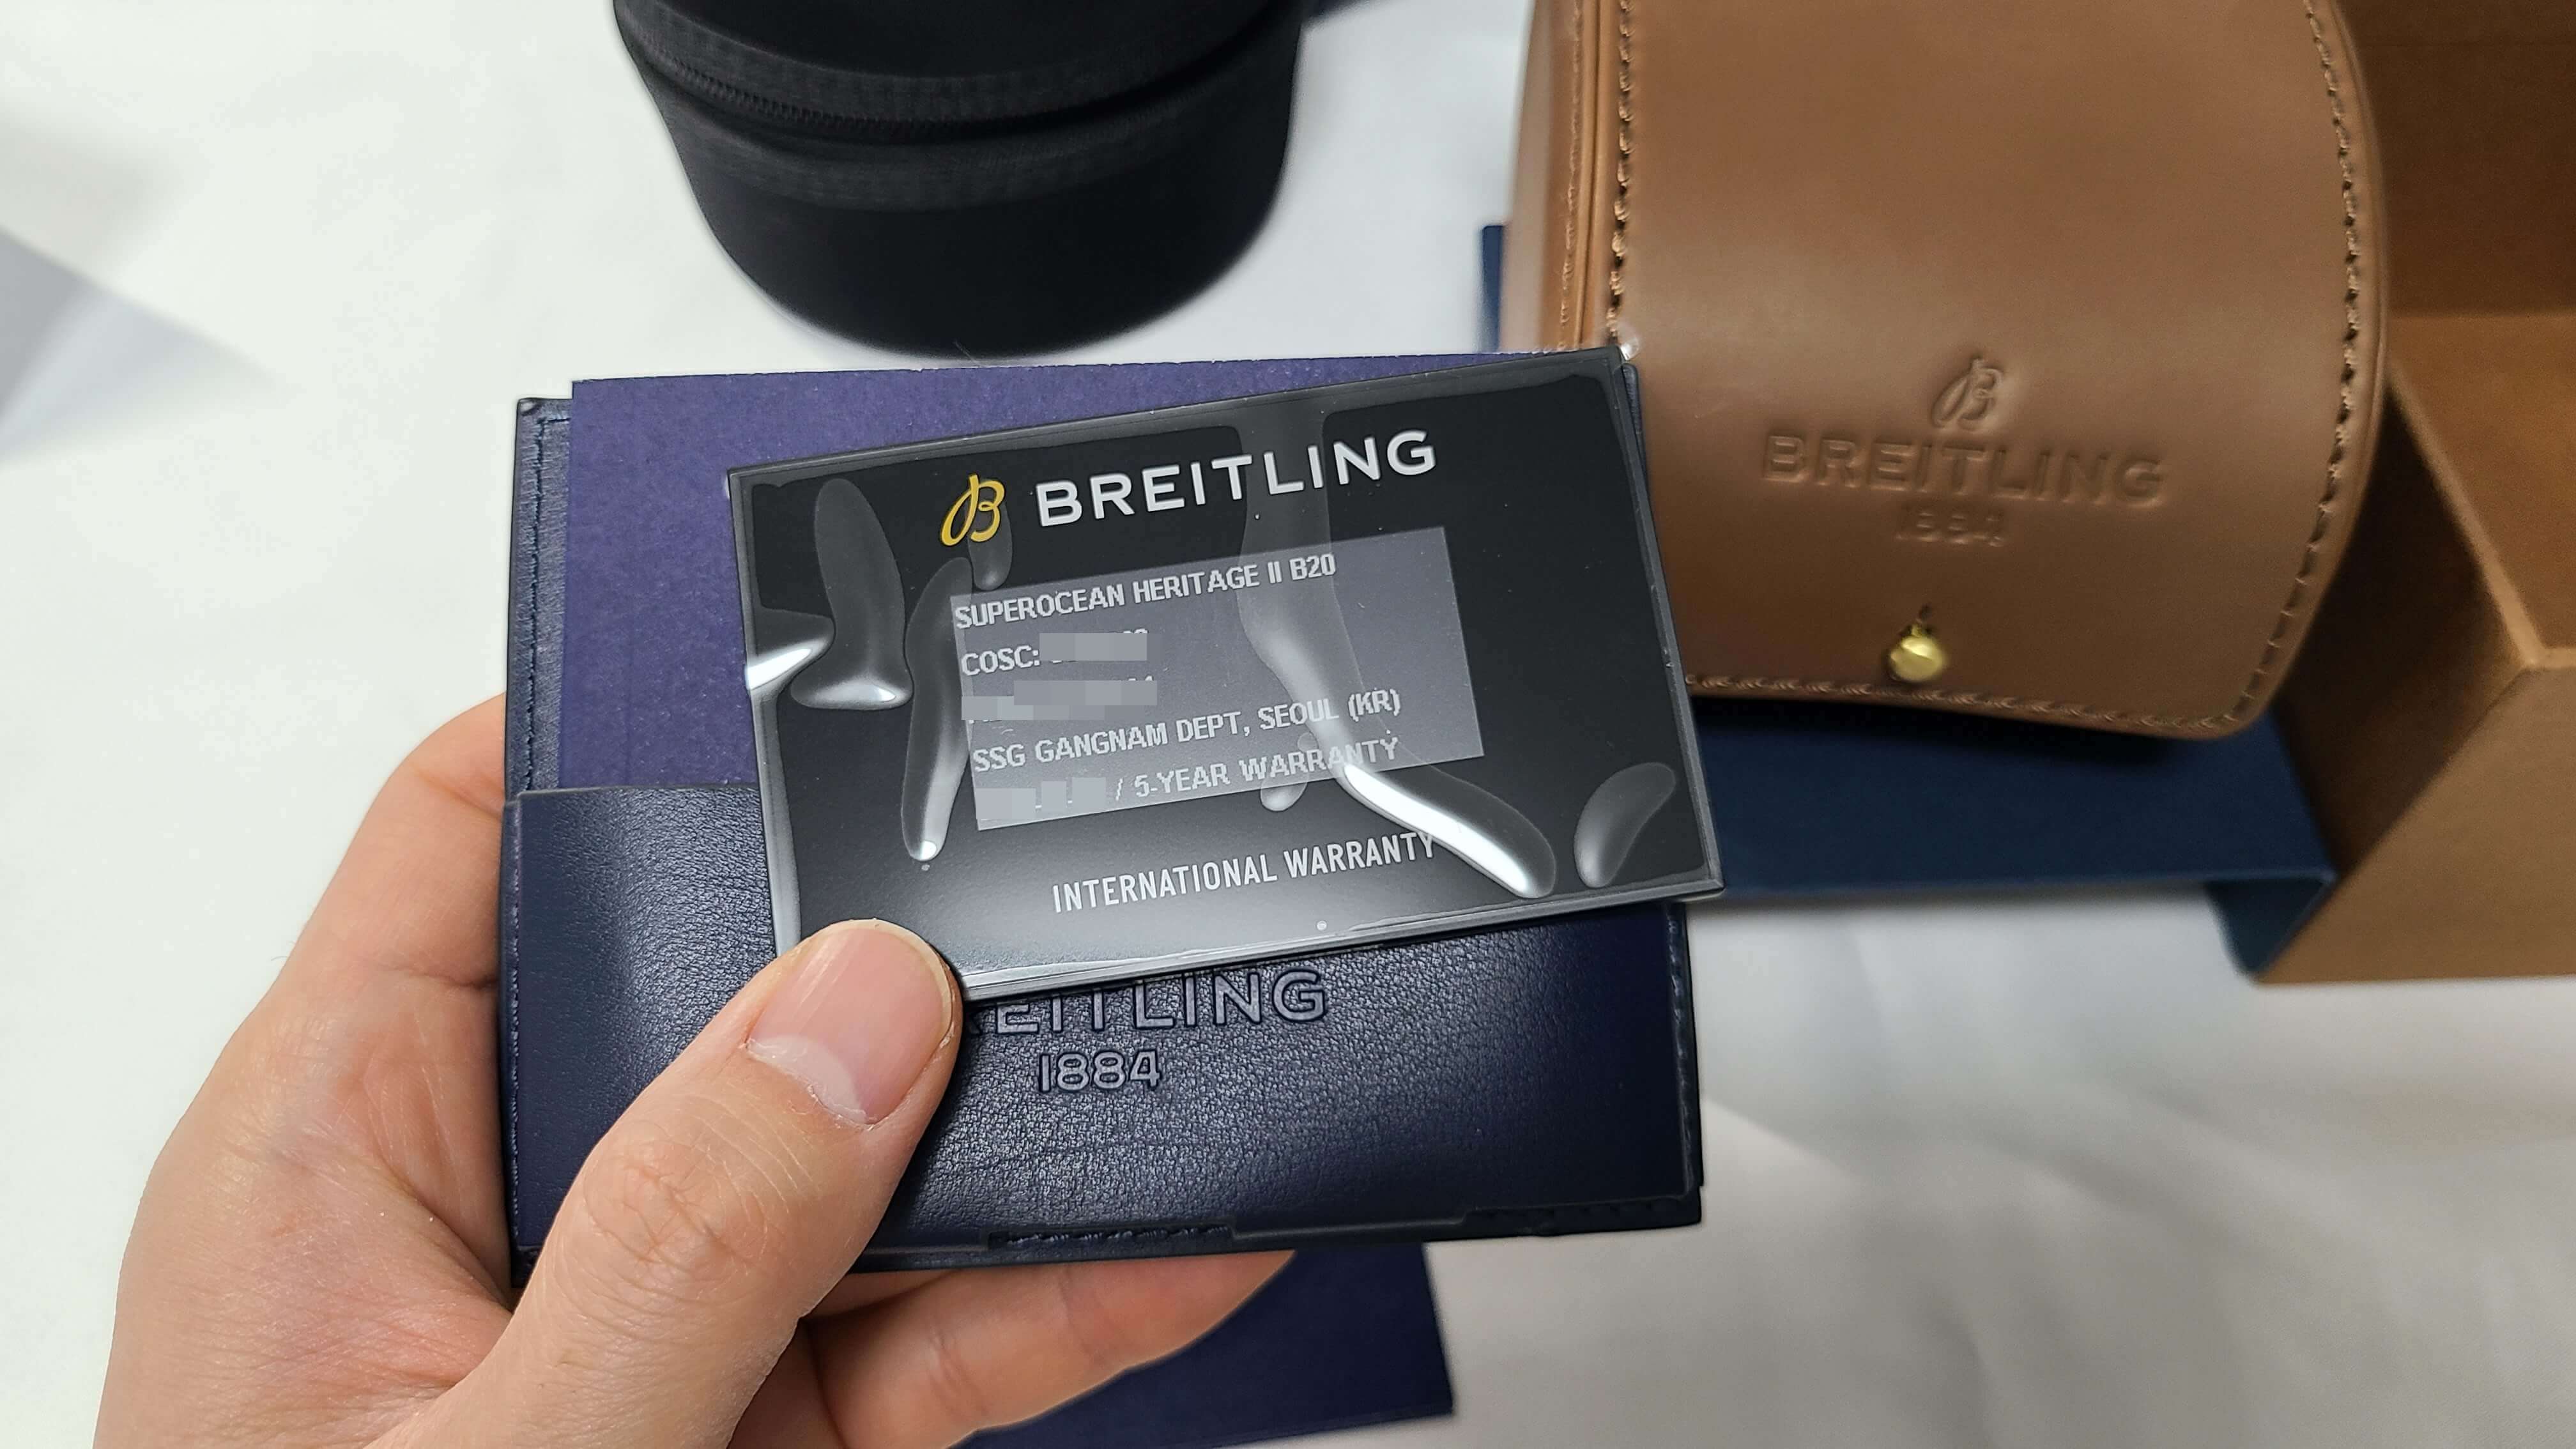 BREITLING
SUPEROCEAN HERITAGE II B20
COSC:
SSG GANGNAM DEPT, SEOUL (KR)
/ 5-YEAR WARRANTY
INTERNATIONAL WARRANTY
BREITLING
1884
1884